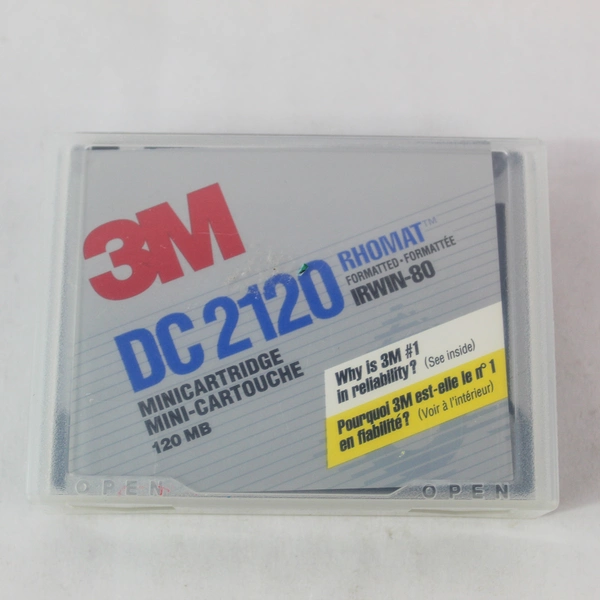 3M
DC 2120
RHOMAT™
FORMATTED-FORMATTÉE
IRWIN-80
MINICARTRIDGE
MINI-CARTOUCHE
120 MB
Why is 3M #1
in reliability? (See inside)
Pourquoi 3M est-elle le n° 1
en fiabilité? (Voir à l'intérieur)
OPEN
OPEN